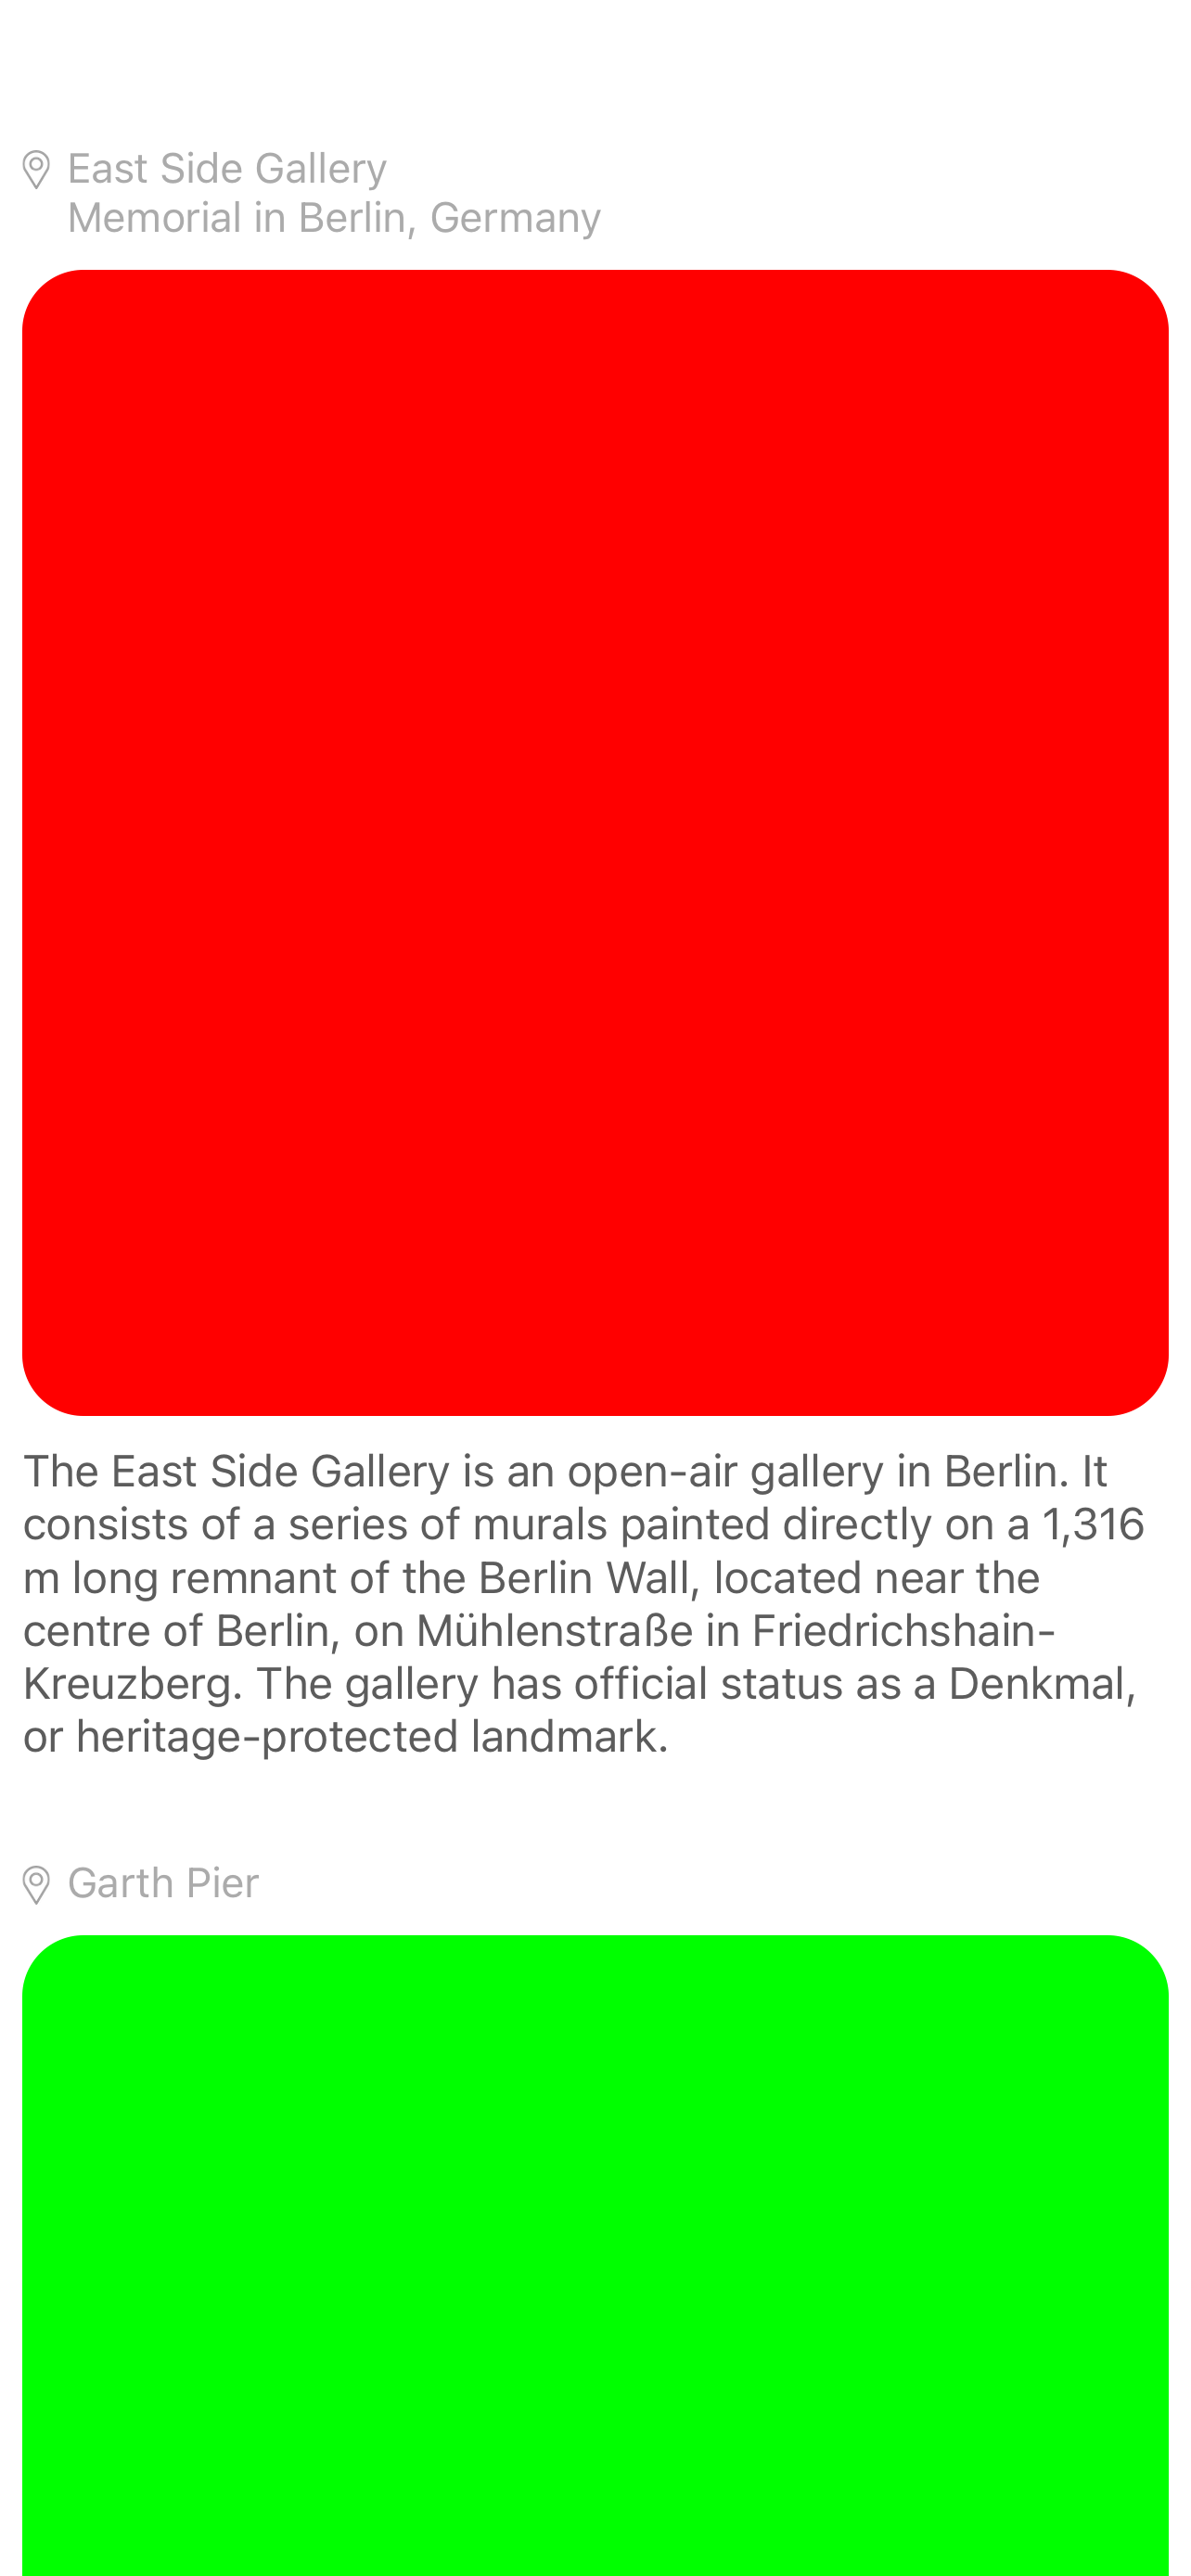 East Side Gallery
Memorial in Berlin, Germany
The East Side Gallery is an open-air gallery in Berlin. It
consists of a series of murals painted directly on a 1,316
m long remnant of the Berlin Wall, located near the
centre of Berlin, on Mühlenstraße in Friedrichshain-
Kreuzberg. The gallery has official status as a Denkmal,
or heritage-protected landmark.
Garth Pier